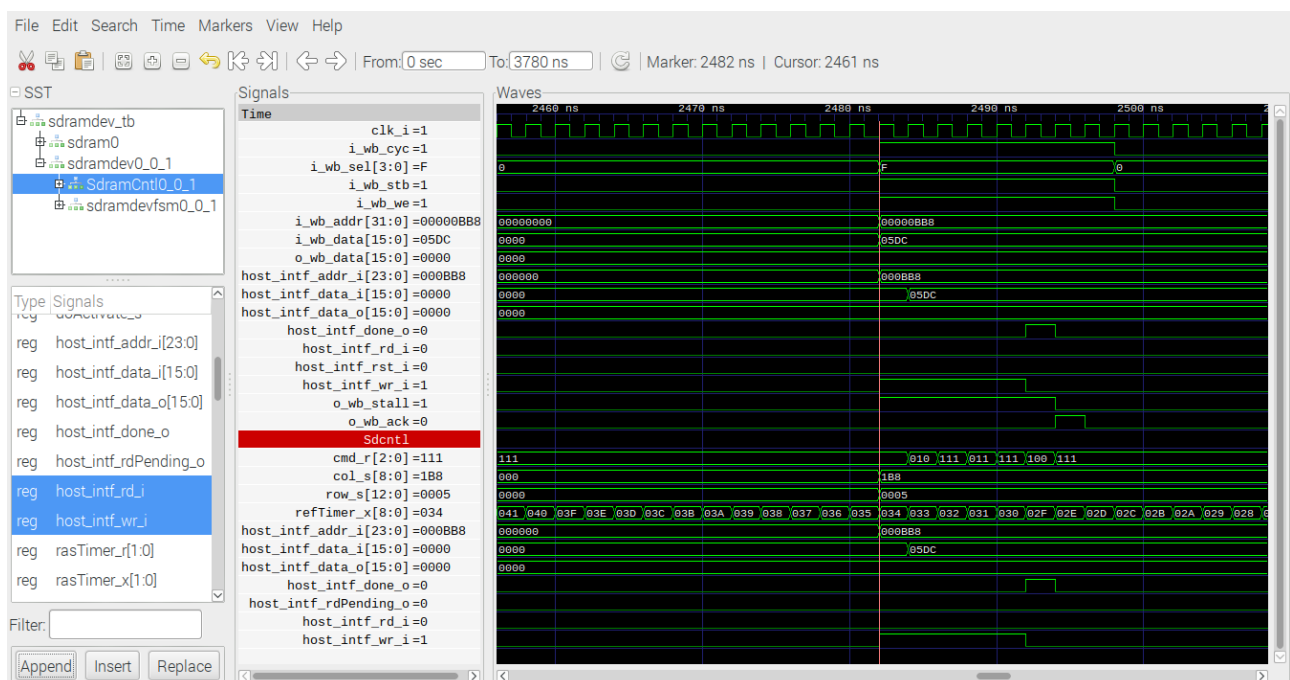 File Edit Search Time Markers View Help
From: 0 sec To: 3780 ns Marker: 2482 ns | Cursor: 2461 ns
SST
sdramdev_tb
sdram0
sdramdev0_0_1
SdramCntl0_0_1
sdramdevfsm0_0_1
Type Signals
reg doActivate_s
reg host_intf_addr_i[23:0]
reg host_intf_data_i[15:0]
reg host_intf_data_o[15:0]
reg host_intf_done_o
reg host_intf_rdPending_o
reg host_intf_rd_i
reg host_intf_wr_i
reg rasTimer_r[1:0]
reg rasTimer_x[1:0]
Filter:
Append Insert Replace
Signals
Time
clk_i=1
i_wb_cyc=1
i_wb_sel[3:0]=F
i_wb_stb=1
i_wb_we=1
i_wb_addr[31:0]=00000BB8
i_wb_data[15:0]=05DC
o_wb_data[15:0]=0000
host_intf_addr_i[23:0]=000BB8
host_intf_data_i[15:0]=0000
host_intf_data_o[15:0]=0000
host_intf_done_o=0
host_intf_rd_i=0
host_intf_rst_i=0
host_intf_wr_i=1
o_wb_stall=1
o_wb_ack=0
Sdcntl
cmd_r[2:0]=111
col_s[8:0]=1B8
row_s[12:0]=0005
refTimer_x[8:0]=034
host_intf_addr_i[23:0]=000BB8
host_intf_data_i[15:0]=0000
host_intf_data_o[15:0]=0000
host_intf_done_o=0
host_intf_rdPending_o=0
host_intf_rd_i=0
host_intf_wr_i=1
Waves
2460 ns 2470 ns 2480 ns 2490 ns 2500 ns
0 F 0
00000000 00000BB8
0000 05DC
0000
000000 000BB8
0000 05DC
0000
111 010 111 011 111 100 111
000 1B8
0000 0005
041 040 03F 03E 03D 03C 03B 03A 039 038 037 036 035 034 033 032 031 030 02F 02E 02D 02C 02B 02A 029 028
000000 000BB8
0000 05DC
0000